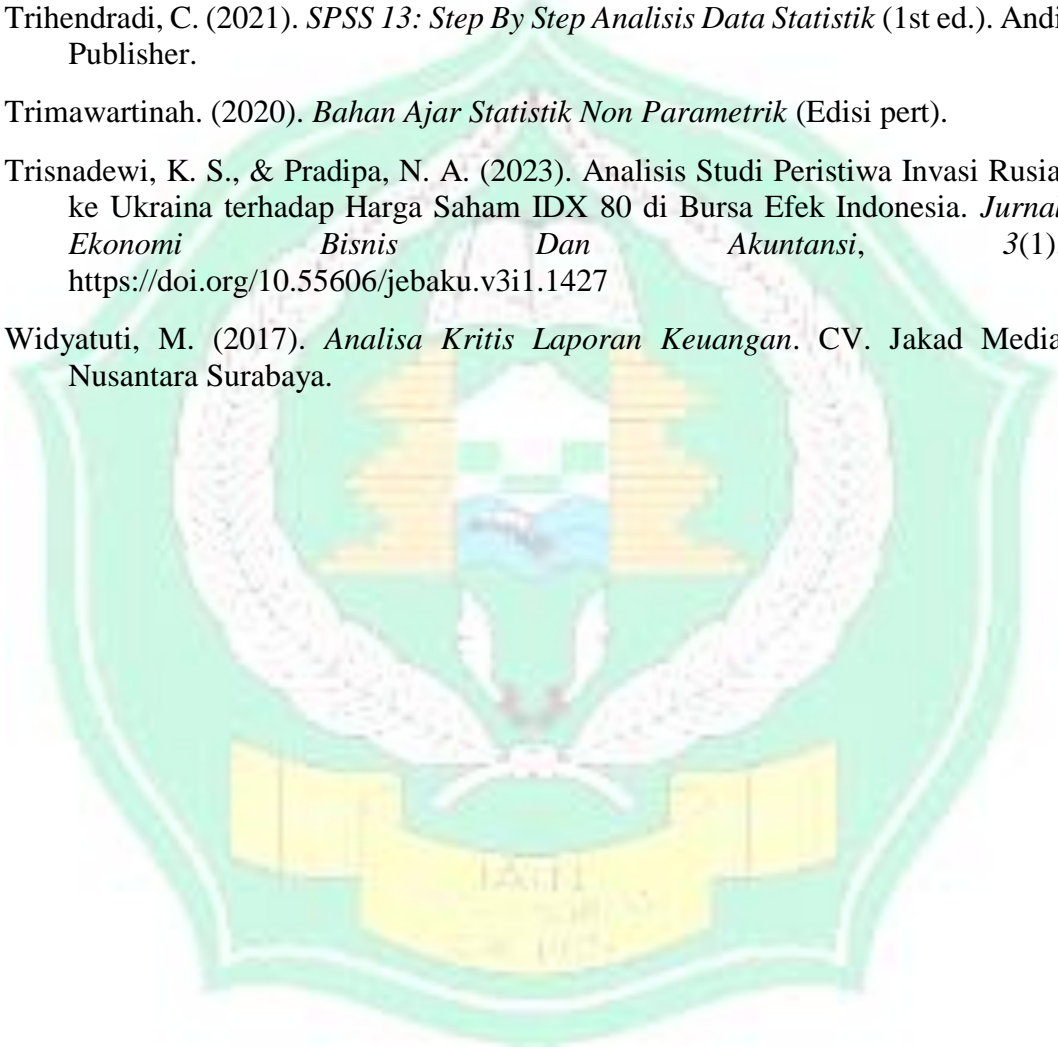 Trihendradi, C. (2021). SPSS 13: Step By Step Analisis Data Statistik (1st ed.). Andi
Publisher.
Trimawartinah. (2020). Bahan Ajar Statistik Non Parametrik (Edisi pert).
Trisnadewi, K. S., & Pradipa, N. A. (2023). Analisis Studi Peristiwa Invasi Rusia
ke Ukraina terhadap Harga Saham IDX 80 di Bursa Efek Indonesia. Jurnal
Ekonomi Bisnis Dan Akuntansi, 3(1).
https://doi.org/10.55606/jebaku.v3i1.1427
Widyatuti, M. (2017). Analisa Kritis Laporan Keuangan. CV. Jakad Media
Nusantara Surabaya.